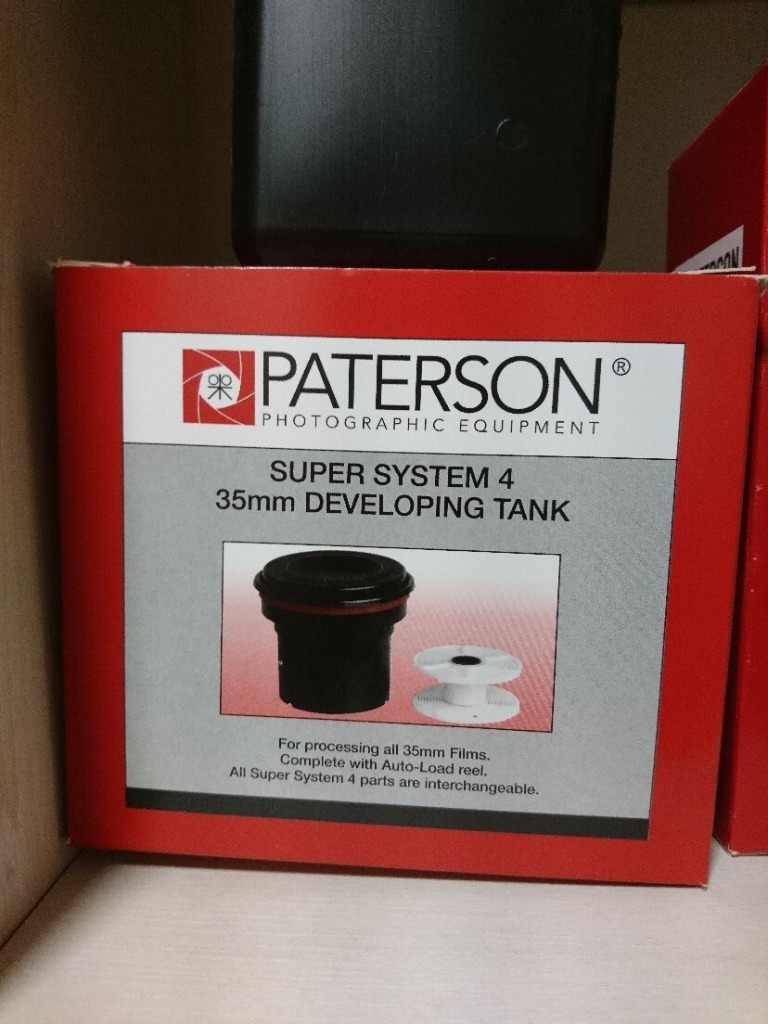 PATERSON®
PHOTOGRAPHIC EQUIPMENT
SUPER SYSTEM 4
35mm DEVELOPING TANK
For processing all 35mm Films.
Complete with Auto-Load reel.
All Super System 4 parts are interchangeable.